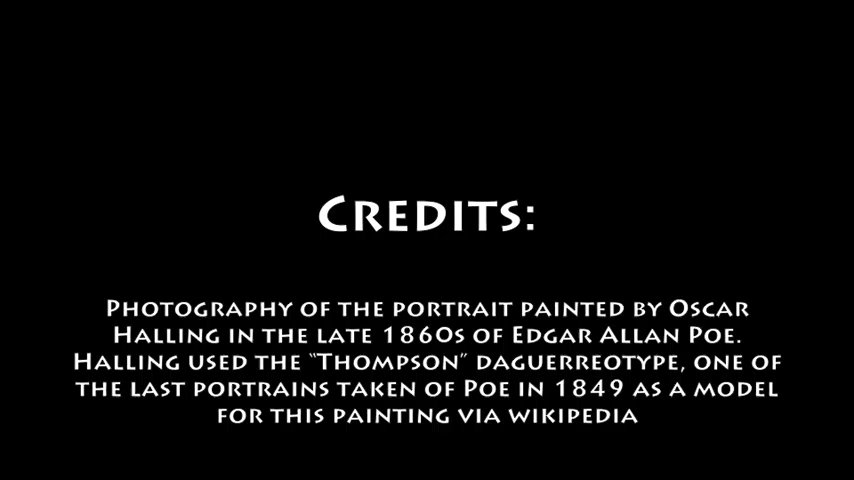 Credits:
Photography of the portrait painted by Oscar
Halling in the late 1860s of Edgar Allan Poe.
Halling used the "Thompson" daguerreotype, one of
the last portrains taken of Poe in 1849 as a model
for this painting via wikipedia